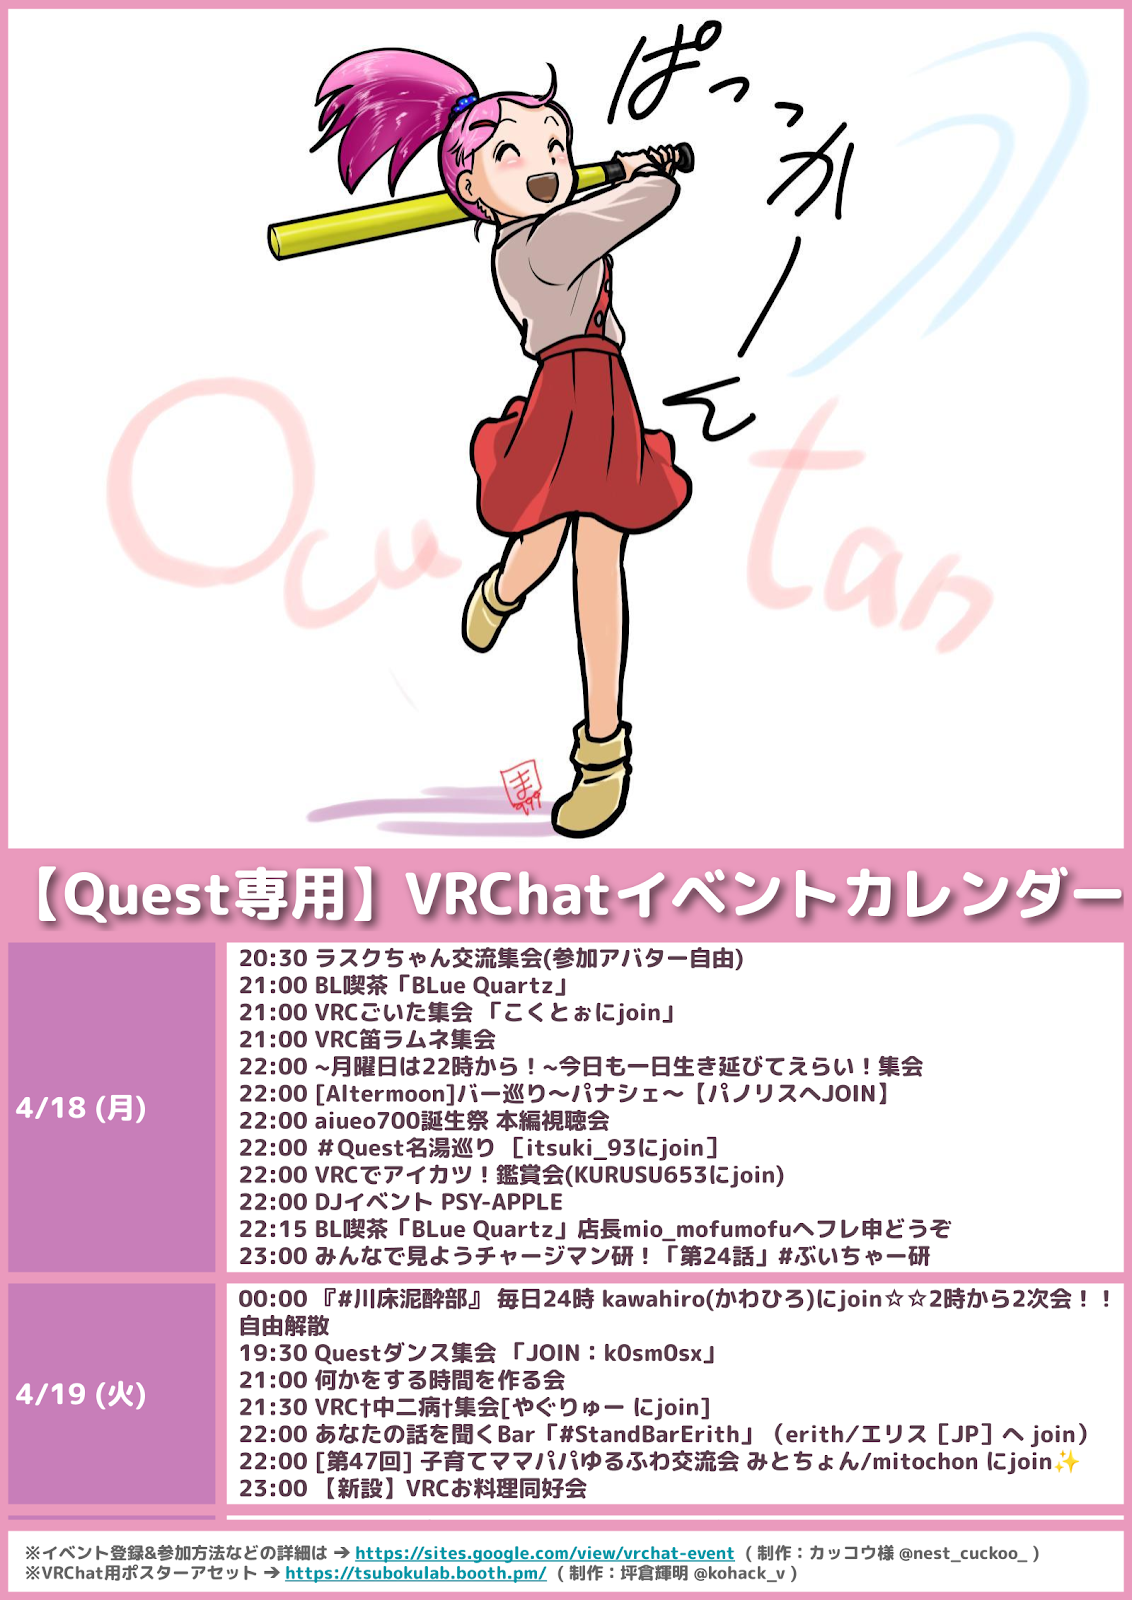 ぱっっかーーん
Ocutan
ま
999
【Quest専用】VRChatイベントカレンダー
4/18 (月)
20:30 ラスクちゃん交流集会(参加アバター自由)
21:00 BL喫茶「BLue Quartz」
21:00 VRCごいた集会 「こくとぉにjoin」
21:00 VRC笛ラムネ集会
22:00 ~月曜日は22時から！~今日も一日生き延びてえらい！集会
22:00 [Altermoon]バー巡り～パナシェ～【パノリスへJOIN】
22:00 aiueo700誕生祭 本編視聴会
22:00 ＃Quest名湯巡り ［itsuki_93にjoin］
22:00 VRCでアイカツ！鑑賞会(KURUSU653にjoin)
22:00 DJイベント PSY-APPLE
22:15 BL喫茶「BLue Quartz」店長mio_mofumofuへフレ申どうぞ
23:00 みんなで見ようチャージマン研！「第24話」#ぶいちゃー研
4/19 (火)
00:00 『#川床泥酔部』 毎日24時 kawahiro(かわひろ)にjoin☆☆2時から2次会！！
自由解散
19:30 Questダンス集会 「JOIN：k0sm0sx」
21:00 何かをする時間を作る会
21:30 VRC†中二病†集会[やぐりゅー にjoin]
22:00 あなたの話を聞くBar「#StandBarErith」（erith/エリス［JP］へ join）
22:00 [第47回] 子育てママパパゆるふわ交流会 みとちょん/mitochon にjoin✨
23:00 【新設】VRCお料理同好会
※イベント登録&参加方法などの詳細は ➔ https://sites.google.com/view/vrchat-event ( 制作：カッコウ様 @nest_cuckoo_ )
※VRChat用ポスターアセット ➔ https://tsubokulab.booth.pm/ ( 制作：坪倉輝明 @kohack_v )